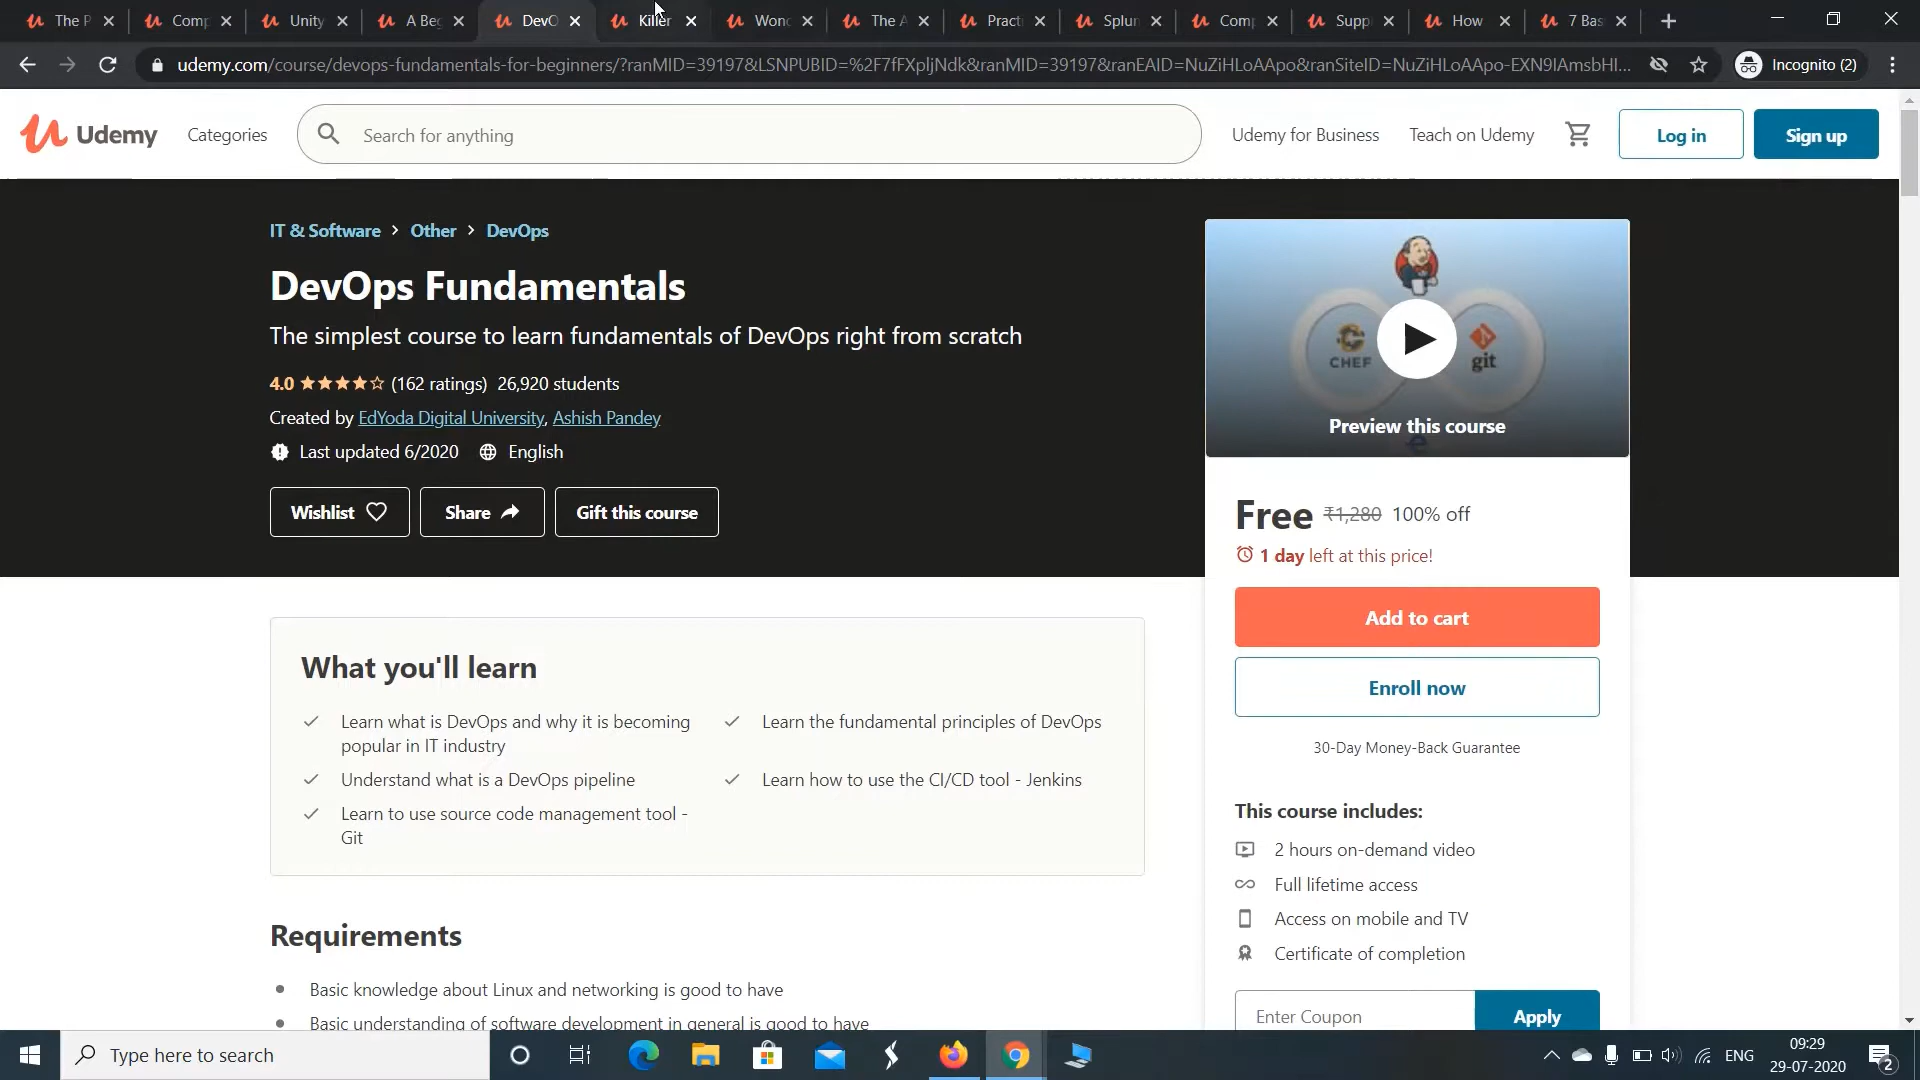 The P
Comp
Unity
A Beg
DevO
Killer
Wond
The A
Practi
Splun
Comp
Supp
How
7 Bas
udemy.com/course/devops-fundamentals-for-beginners/?ranMID=39197&LSNPUBID=%2F7fFXpljNdk&ranMID=39197&ranEAID=NuZiHLoAApo&ranSiteID=NuZiHLoAApo-EXN9IAmsbHI...
Incognito (2)
Udemy
Categories
Search for anything
Udemy for Business
Teach on Udemy
Log in
Sign up
IT & Software > Other > DevOps
DevOps Fundamentals
The simplest course to learn fundamentals of DevOps right from scratch
4.0 (162 ratings) 26,920 students
Created by EdYoda Digital University, Ashish Pandey
Last updated 6/2020 English
Wishlist
Share
Gift this course
CHEF
git
Preview this course
Free ₹1,280 100% off
1 day left at this price!
Add to cart
Enroll now
30-Day Money-Back Guarantee
This course includes:
2 hours on-demand video
Full lifetime access
Access on mobile and TV
Certificate of completion
Enter Coupon
Apply
What you'll learn
Learn what is DevOps and why it is becoming
popular in IT industry
Learn the fundamental principles of DevOps
Understand what is a DevOps pipeline
Learn how to use the CI/CD tool - Jenkins
Learn to use source code management tool -
Git
Requirements
Basic knowledge about Linux and networking is good to have
Basic understanding of software development in general is good to have
Type here to search
ENG
09:29
29-07-2020
2